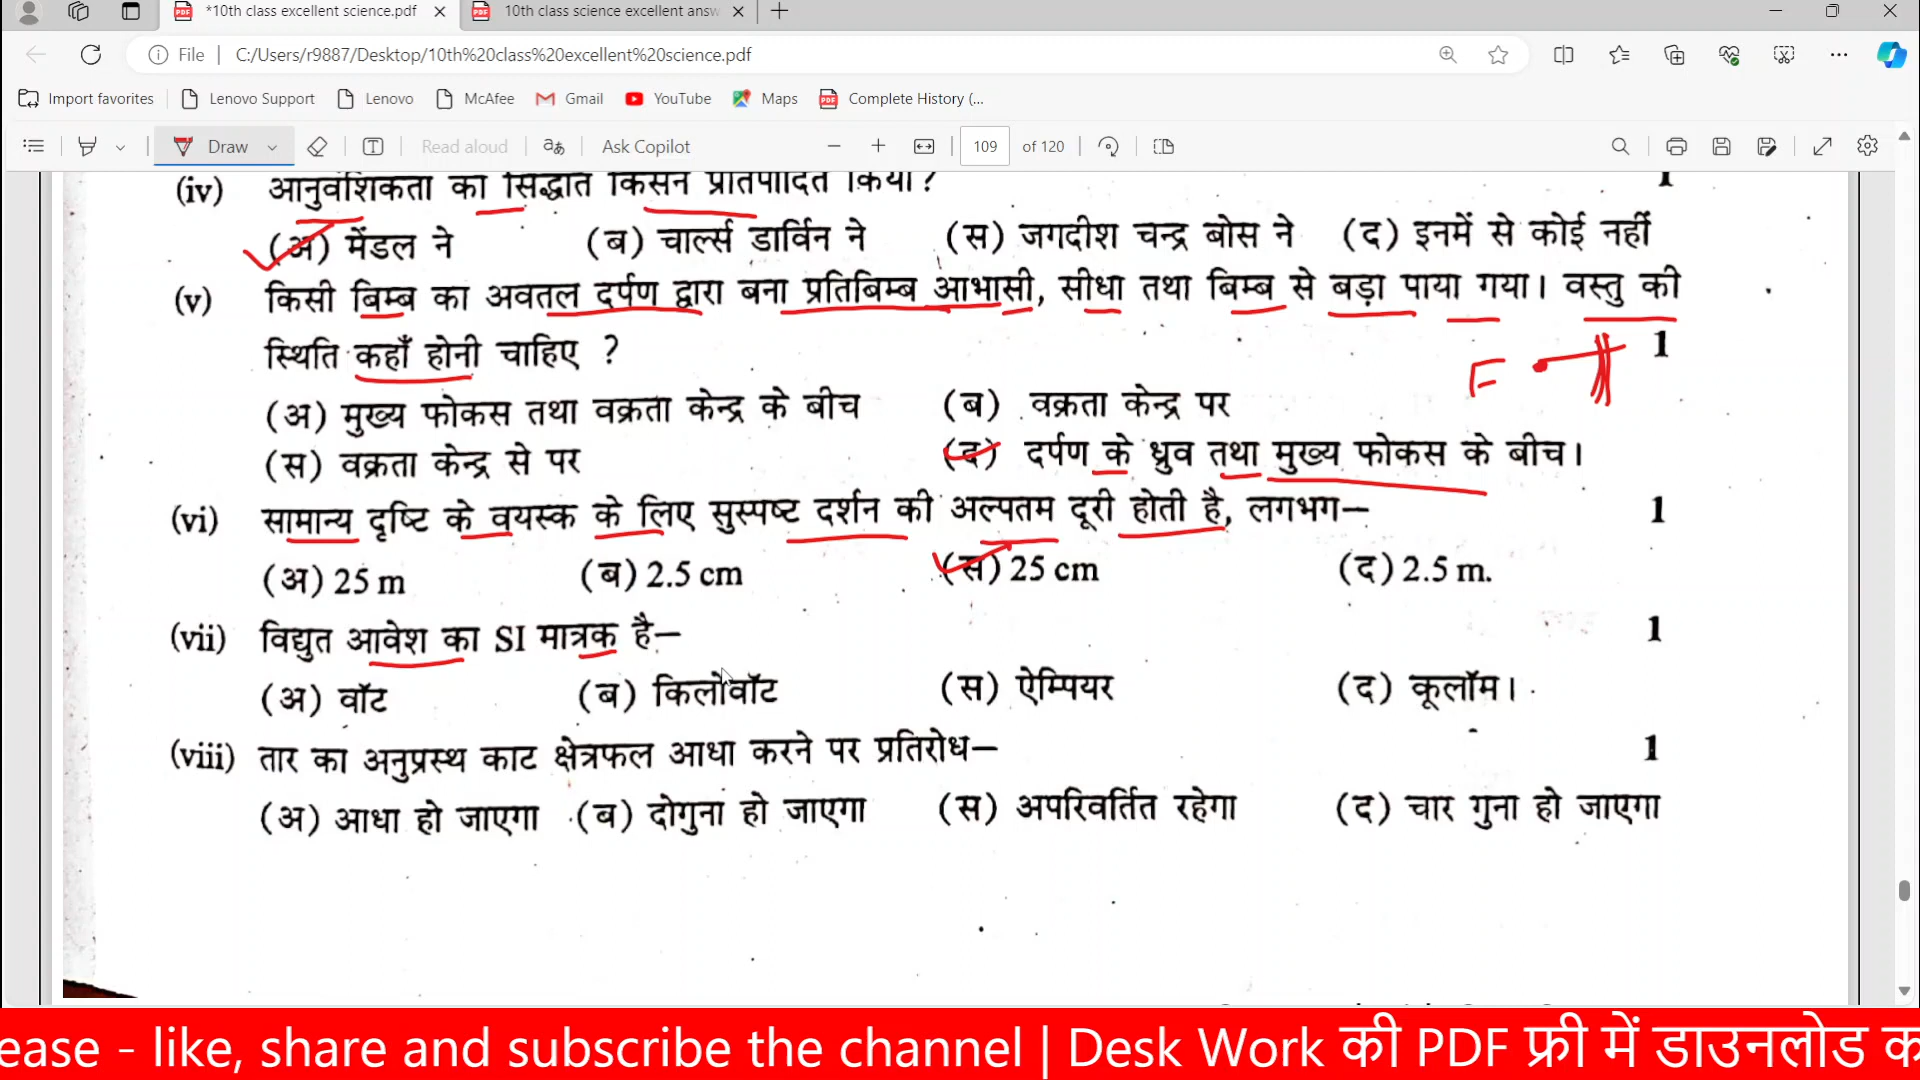 *10th class excellent science.pdf
10th class science excellent answ
File
C:/Users/r9887/Desktop/10th%20class%20excellent%20science.pdf
Import favorites
Lenovo Support
Lenovo
McAfee
Gmail
YouTube
Maps
Complete History (...
Draw
Read aloud
Ask Copilot
109 of 120
(iv) आनुवंशिकता का सिद्धांत किसने प्रतिपादित किया? 1
(अ) मेंडल ने (ब) चार्ल्स डार्विन ने (स) जगदीश चन्द्र बोस ने (द) इनमें से कोई नहीं
(v) किसी बिम्ब का अवतल दर्पण द्वारा बना प्रतिबिम्ब आभासी, सीधा तथा बिम्ब से बड़ा पाया गया। वस्तु की
स्थिति कहाँ होनी चाहिए ? 1
F
(अ) मुख्य फोकस तथा वक्रता केन्द्र के बीच (ब) वक्रता केन्द्र पर
(स) वक्रता केन्द्र से पर (द) दर्पण के ध्रुव तथा मुख्य फोकस के बीच।
(vi) सामान्य दृष्टि के वयस्क के लिए सुस्पष्ट दर्शन की अल्पतम दूरी होती है, लगभग– 1
(अ) 25 m (ब) 2.5 cm (स) 25 cm (द) 2.5 m.
(vii) विद्युत आवेश का SI मात्रक है– 1
(अ) वॉट (ब) किलोवॉट (स) ऐम्पियर (द) कूलॉम।
(viii) तार का अनुप्रस्थ काट क्षेत्रफल आधा करने पर प्रतिरोध– 1
(अ) आधा हो जाएगा (ब) दोगुना हो जाएगा (स) अपरिवर्तित रहेगा (द) चार गुना हो जाएगा
ease - like, share and subscribe the channel | Desk Work की PDF फ्री में डाउनलोड क